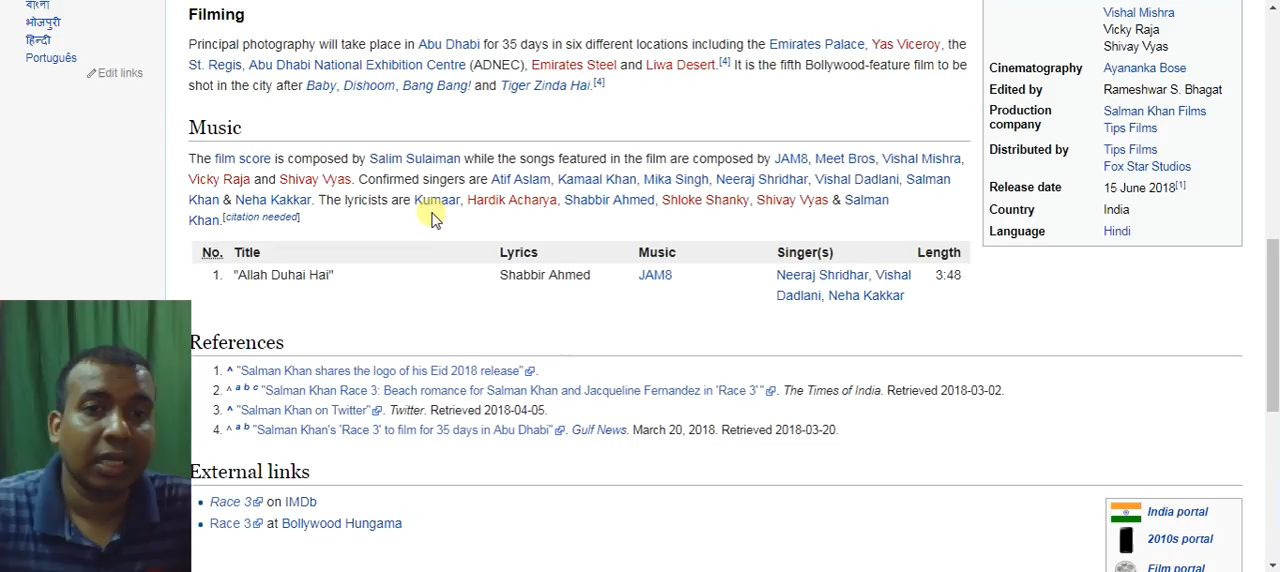 বাংলা
भोजपुरी
हिन्दी
Português
Edit links
Filming
Principal photography will take place in Abu Dhabi for 35 days in six different locations including the Emirates Palace, Yas Viceroy, the
St. Regis, Abu Dhabi National Exhibition Centre (ADNEC), Emirates Steel and Liwa Desert.[4] It is the fifth Bollywood-feature film to be
shot in the city after Baby, Dishoom, Bang Bang! and Tiger Zinda Hai.[4]
Music
The film score is composed by Salim Sulaiman while the songs featured in the film are composed by JAM8, Meet Bros, Vishal Mishra,
Vicky Raja and Shivay Vyas. Confirmed singers are Atif Aslam, Kamaal Khan, Mika Singh, Neeraj Shridhar, Vishal Dadlani, Salman
Khan & Neha Kakkar. The lyricists are Kumaar, Hardik Acharya, Shabbir Ahmed, Shloke Shanky, Shivay Vyas & Salman
Khan.[citation needed]
No. Title Lyrics Music Singer(s) Length
1. "Allah Duhai Hai" Shabbir Ahmed JAM8 Neeraj Shridhar, Vishal 3:48
Dadlani, Neha Kakkar
References
1. ^ "Salman Khan shares the logo of his Eid 2018 release".
2. ^ a b c "Salman Khan Race 3: Beach romance for Salman Khan and Jacqueline Fernandez in 'Race 3'". The Times of India. Retrieved 2018-03-02.
3. ^ "Salman Khan on Twitter". Twitter. Retrieved 2018-04-05.
4. ^ a b "Salman Khan's 'Race 3' to film for 35 days in Abu Dhabi". Gulf News. March 20, 2018. Retrieved 2018-03-20.
External links
• Race 3 on IMDb
• Race 3 at Bollywood Hungama
Vishal Mishra
Vicky Raja
Shivay Vyas
Cinematography Ayananka Bose
Edited by Rameshwar S. Bhagat
Production Salman Khan Films
company Tips Films
Distributed by Tips Films
Fox Star Studios
Release date 15 June 2018[1]
Country India
Language Hindi
India portal
2010s portal
Film portal